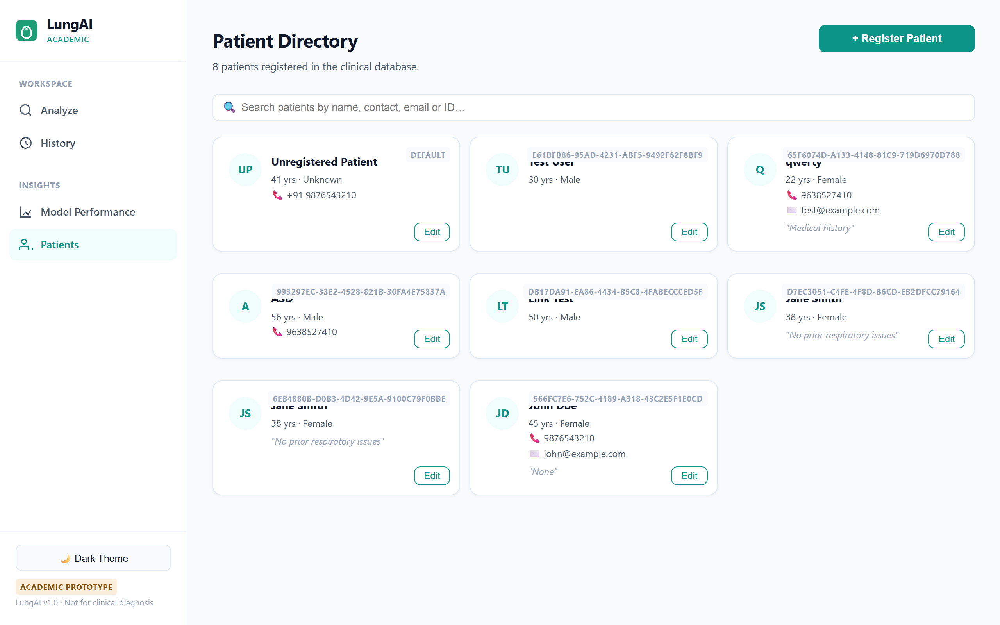 LungAI
ACADEMIC
WORKSPACE
Analyze
History
INSIGHTS
Model Performance
Patients
Dark Theme
ACADEMIC PROTOTYPE
LungAI v1.0 · Not for clinical diagnosis
Patient Directory
+ Register Patient
8 patients registered in the clinical database.
Search patients by name, contact, email or ID…
UP
DEFAULT
Unregistered Patient
41 yrs · Unknown
+91 9876543210
Edit
TU
E61BFB86-95AD-4231-ABF5-9492F62F8BF9
Test User
30 yrs · Male
Edit
Q
65F6074D-A133-4148-81C9-719D6970D788
qwerty
22 yrs · Female
9638527410
test@example.com
"Medical history"
Edit
A
993297EC-33E2-4528-821B-30FA4E75837A
ASD
56 yrs · Male
9638527410
Edit
LT
DB17DA91-EA86-4434-B5C8-4FABECCCED5F
Link Test
50 yrs · Male
Edit
JS
D7EC3051-C4FE-4F8D-B6CD-EB2DFCC79164
Jane Smith
38 yrs · Female
"No prior respiratory issues"
Edit
JS
6EB4880B-D0B3-4D42-9E5A-9100C79F0BBE
Jane Smith
38 yrs · Female
"No prior respiratory issues"
Edit
JD
566FC7E6-752C-4189-A318-43C2E5F1E0CD
John Doe
45 yrs · Female
9876543210
john@example.com
"None"
Edit